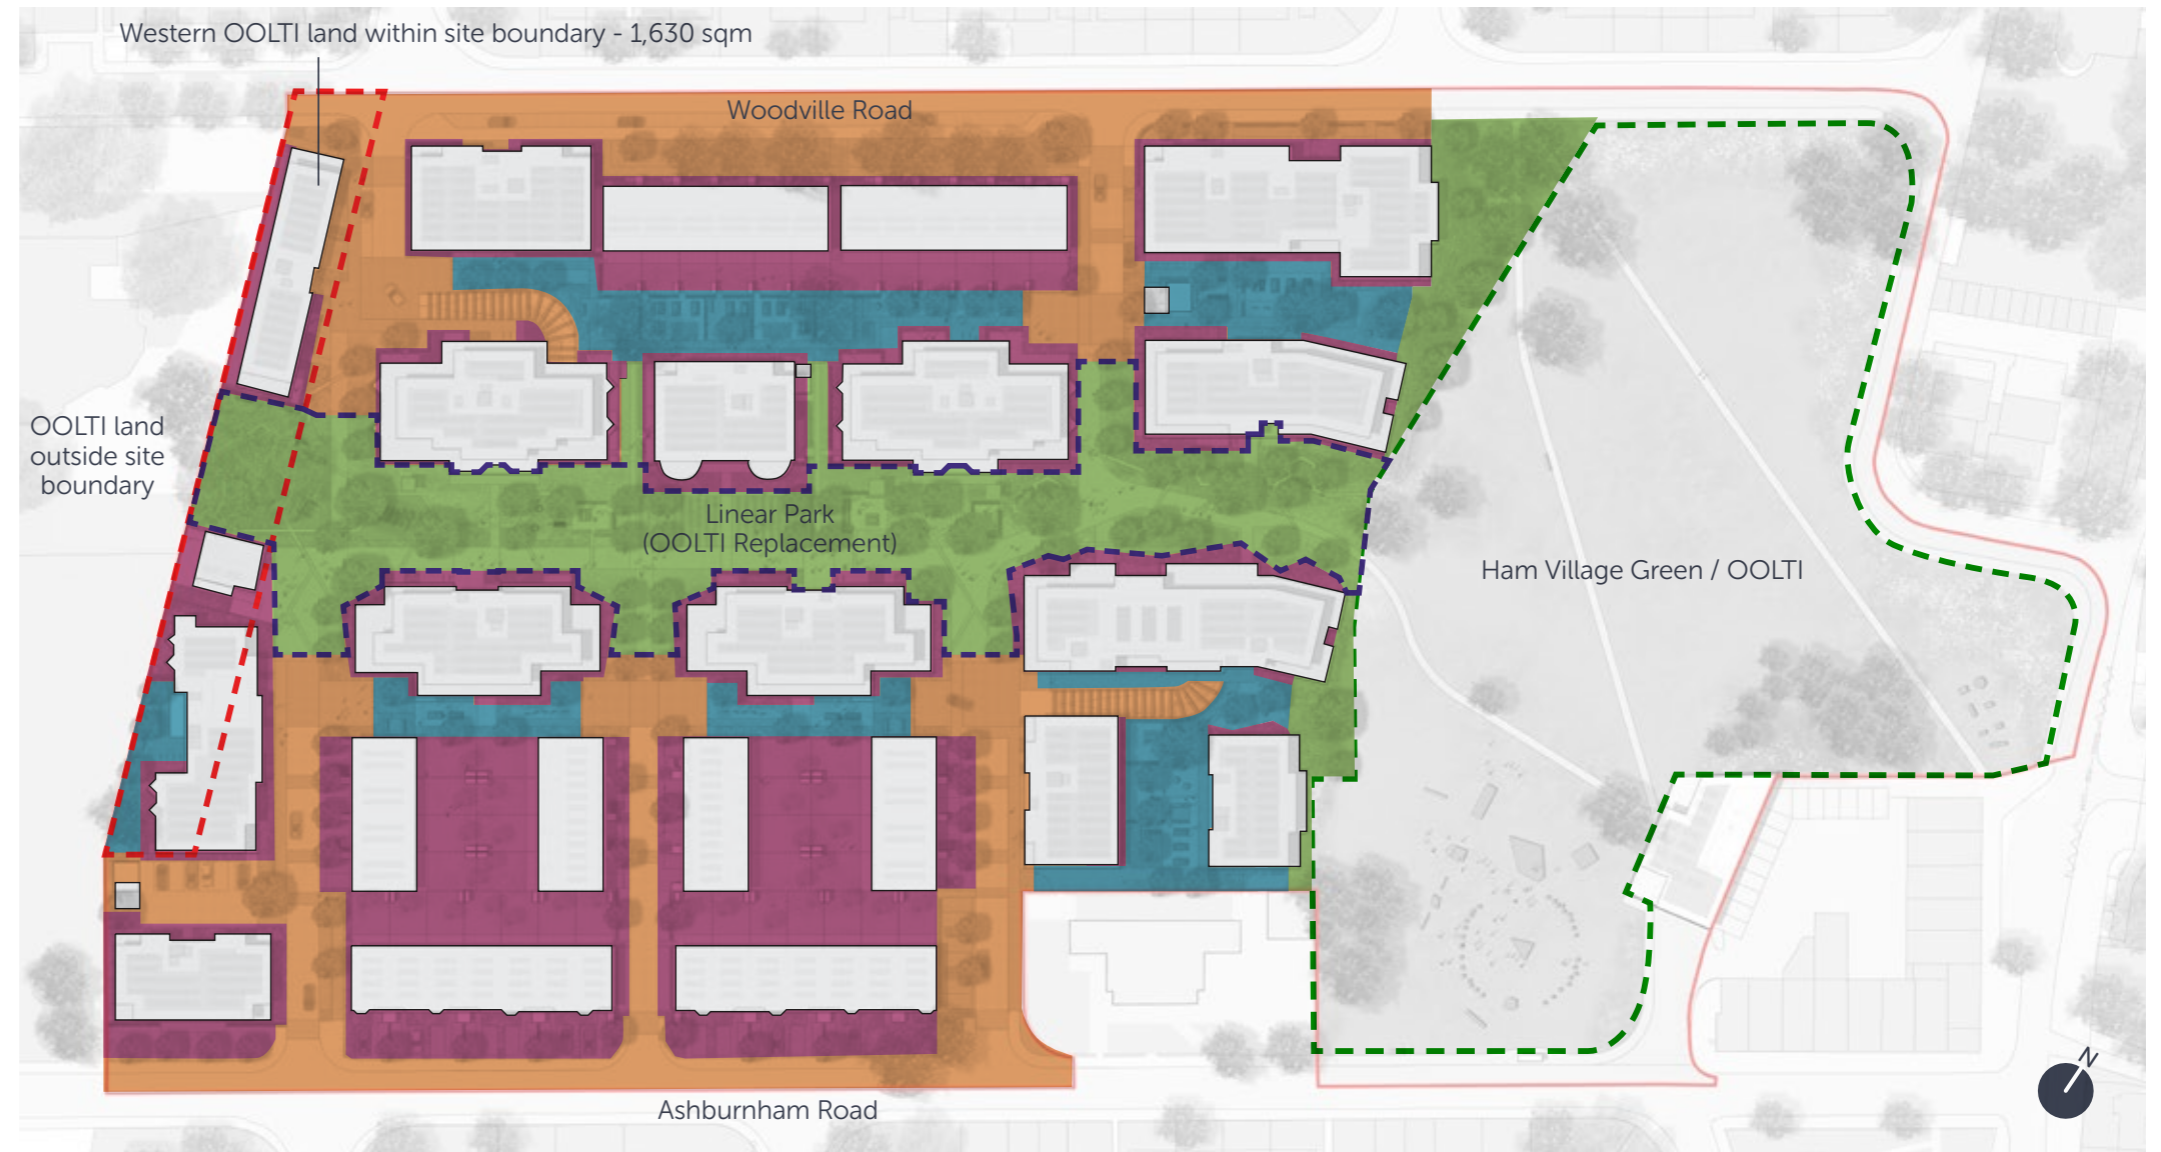 Western OOLTI land within site boundary - 1,630 sqm
Woodville Road
OOLTI land
outside site
boundary
Linear Park
(OOLTI Replacement)
Ham Village Green / OOLTI
Ashburnham Road
N